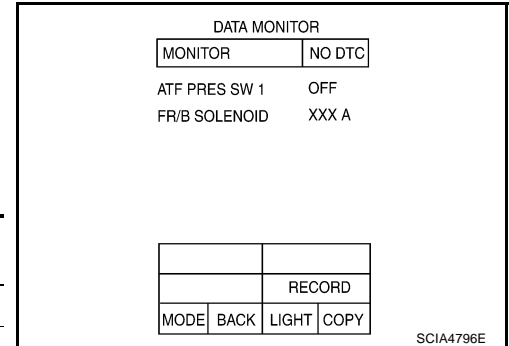 DATA MONITOR
MONITOR NO DTC
ATF PRES SW 1 OFF
FR/B SOLENOID XXX A
RECORD
MODE BACK LIGHT COPY
SCIA4796E